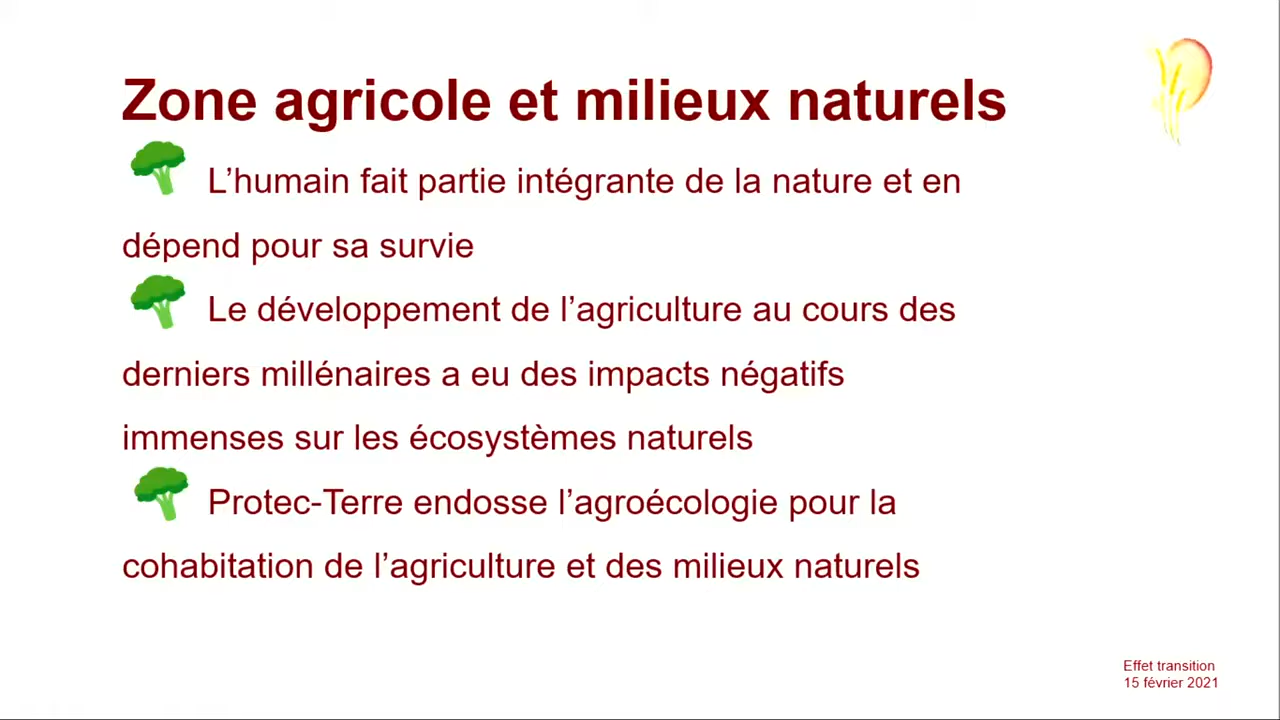 Zone agricole et milieux naturels
L’humain fait partie intégrante de la nature et en
dépend pour sa survie
Le développement de l’agriculture au cours des
derniers millénaires a eu des impacts négatifs
immenses sur les écosystèmes naturels
Protec-Terre endosse l’agroécologie pour la
cohabitation de l’agriculture et des milieux naturels
Effet transition
15 février 2021